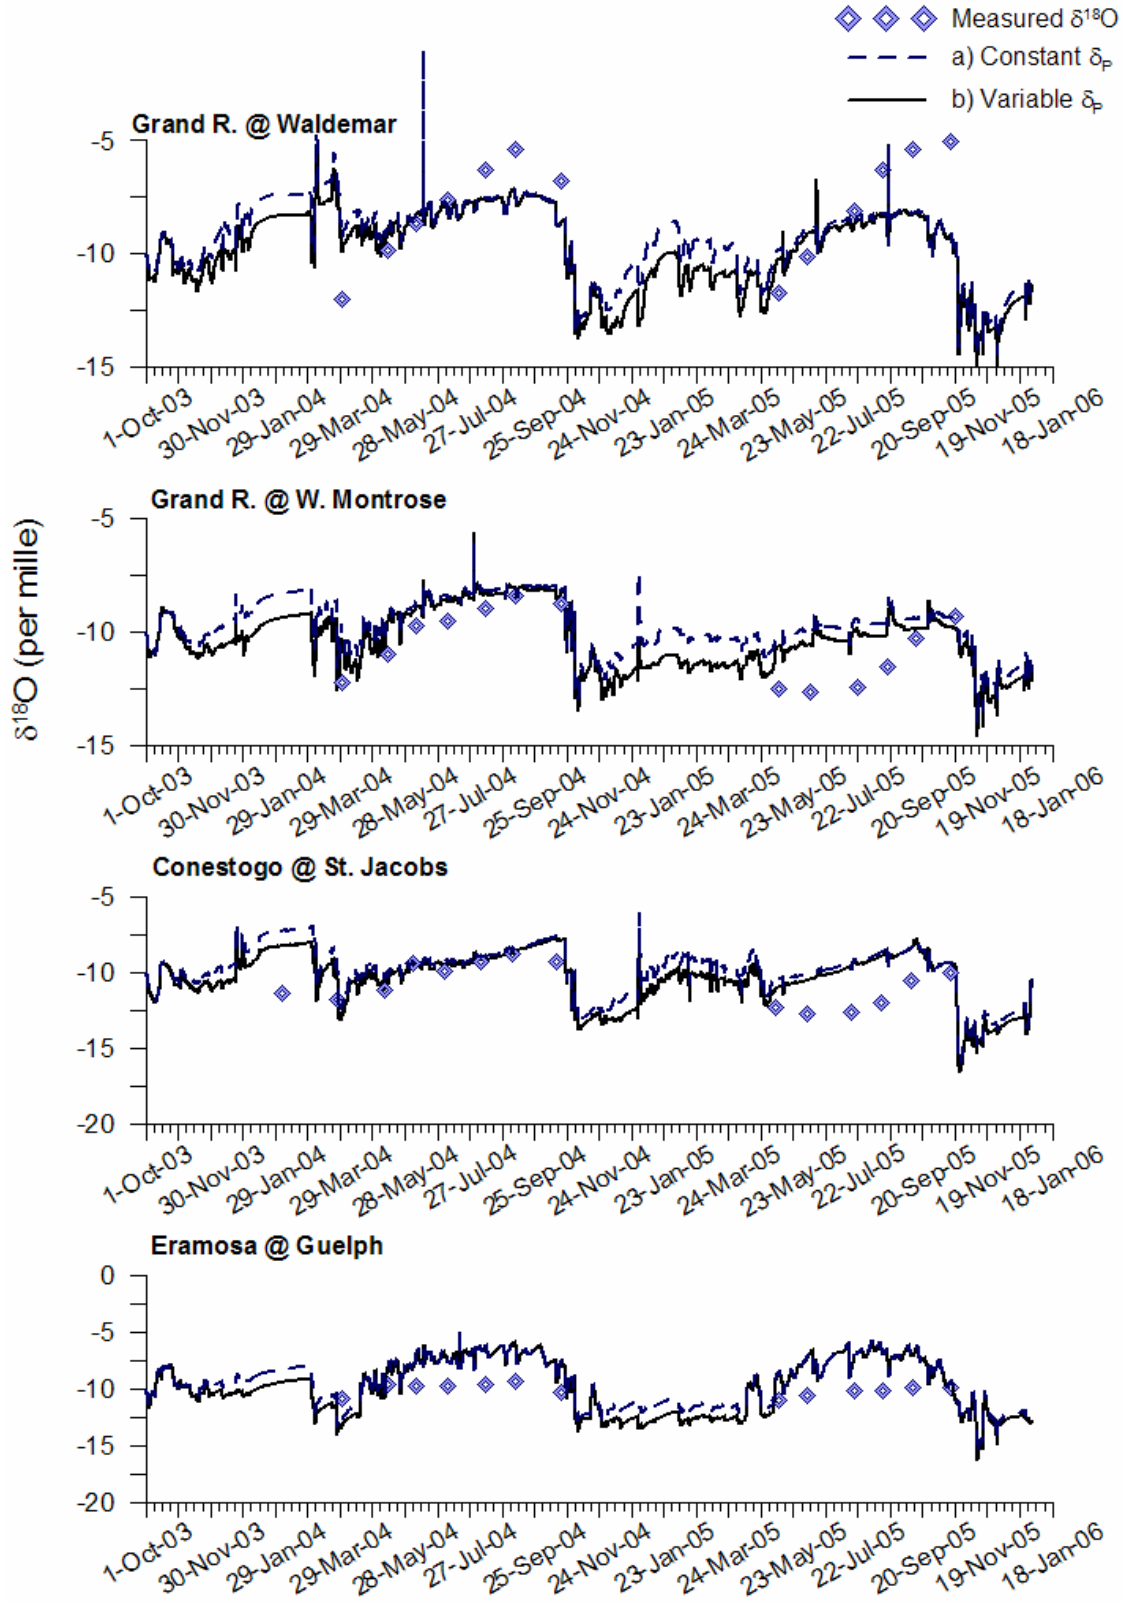 Measured δ¹⁸O
a) Constant δₚ
b) Variable δₚ
δ¹⁸O (per mille)
Grand R. @ Waldemar
-5
-10
-15
1-Oct-03 30-Nov-03 29-Jan-04 29-Mar-04 28-May-04 27-Jul-04 25-Sep-04 24-Nov-04 23-Jan-05 24-Mar-05 23-May-05 22-Jul-05 20-Sep-05 19-Nov-05 18-Jan-06
Grand R. @ W. Montrose
-5
-10
-15
1-Oct-03 30-Nov-03 29-Jan-04 29-Mar-04 28-May-04 27-Jul-04 25-Sep-04 24-Nov-04 23-Jan-05 24-Mar-05 23-May-05 22-Jul-05 20-Sep-05 19-Nov-05 18-Jan-06
Conestogo @ St. Jacobs
-5
-10
-15
-20
1-Oct-03 30-Nov-03 29-Jan-04 29-Mar-04 28-May-04 27-Jul-04 25-Sep-04 24-Nov-04 23-Jan-05 24-Mar-05 23-May-05 22-Jul-05 20-Sep-05 19-Nov-05 18-Jan-06
Eramosa @ Guelph
0
-5
-10
-15
-20
1-Oct-03 30-Nov-03 29-Jan-04 29-Mar-04 28-May-04 27-Jul-04 25-Sep-04 24-Nov-04 23-Jan-05 24-Mar-05 23-May-05 22-Jul-05 20-Sep-05 19-Nov-05 18-Jan-06